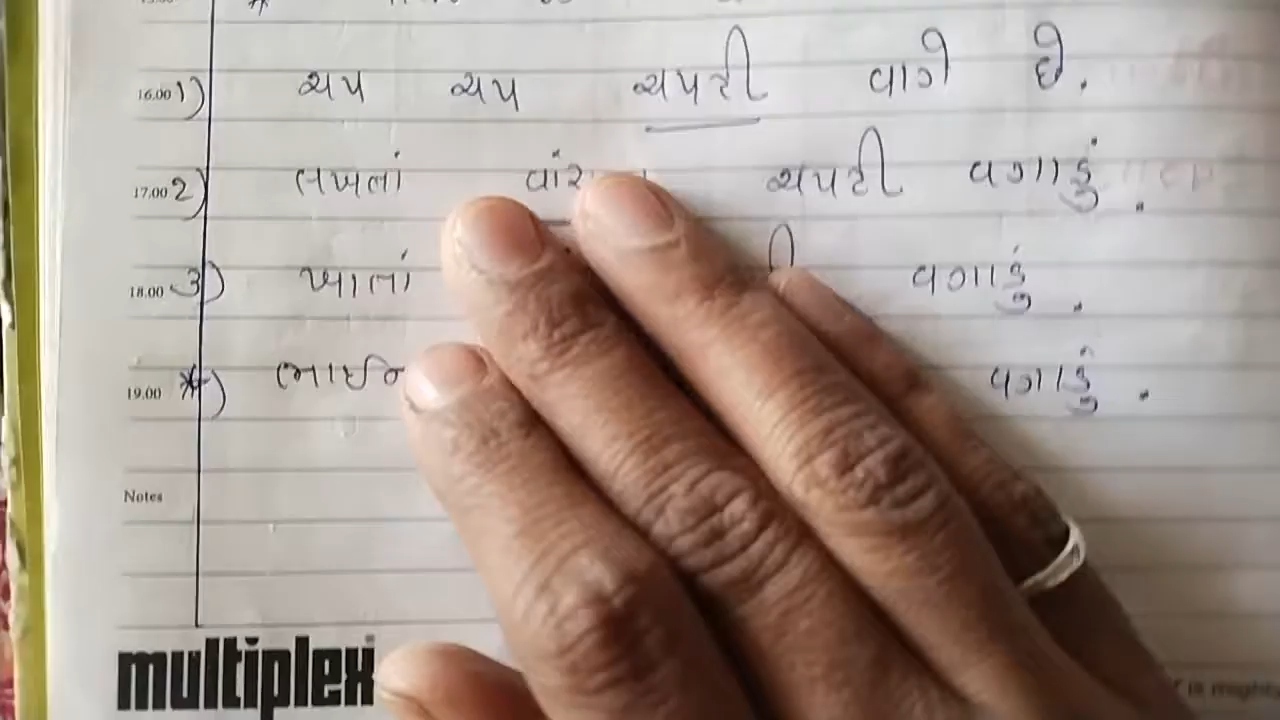 16.00 1) ચપ ચપ ચપટી વાગે છે.
17.00 2) લખતાં ચપટી વગાડું.
18.00 3) ખાતાં વગાડું.
19.00 *) વગાડું.
Notes
multiplex